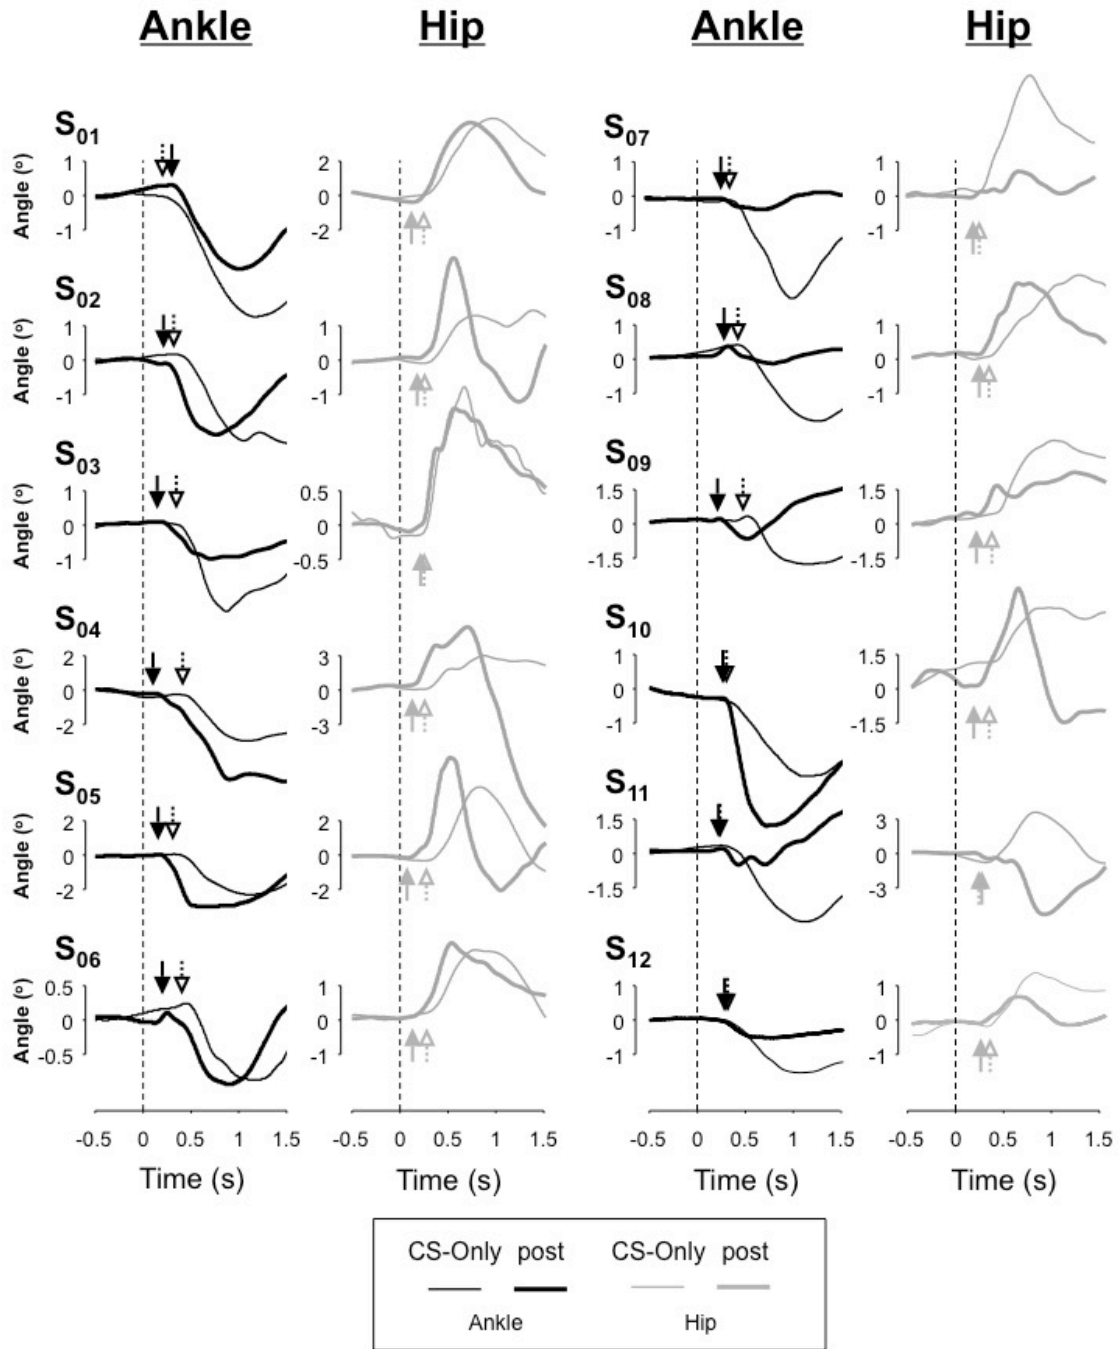 Ankle Hip Ankle Hip
S01 S07
Angle (º) 1 0 -1 2 0 -2 1 0 -1 1 0 -1
S02 S08
Angle (º) 1 0 -1 1 0 -1 1 0 -1 1 0 -1
S03 S09
Angle (º) 1 0 -1 0.5 0 -0.5 1.5 0 -1.5 1.5 0 -1.5
S04 S10
Angle (º) 2 0 -2 3 0 -3 1 0 -1 1.5 0 -1.5
S05 S11
Angle (º) 2 0 -2 2 0 -2 1.5 0 -1.5 3 0 -3
S06 S12
Angle (º) 0.5 0 -0.5 1 0 -1 1 0 -1 1 0 -1
-0.5 0 0.5 1 1.5 -0.5 0 0.5 1 1.5 -0.5 0 0.5 1 1.5 -0.5 0 0.5 1 1.5
Time (s) Time (s) Time (s) Time (s)
CS-Only post CS-Only post
Ankle Hip